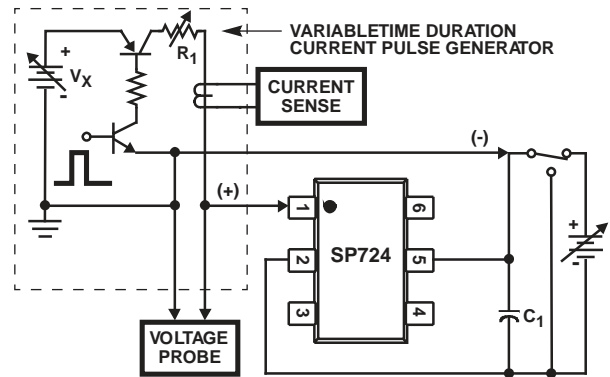 VARIABLETIME DURATION
CURRENT PULSE GENERATOR
+
VX
-
R1
CURRENT
SENSE
(-)
(+)
1
2
3
SP724
6
5
4
+
-
C1
VOLTAGE
PROBE